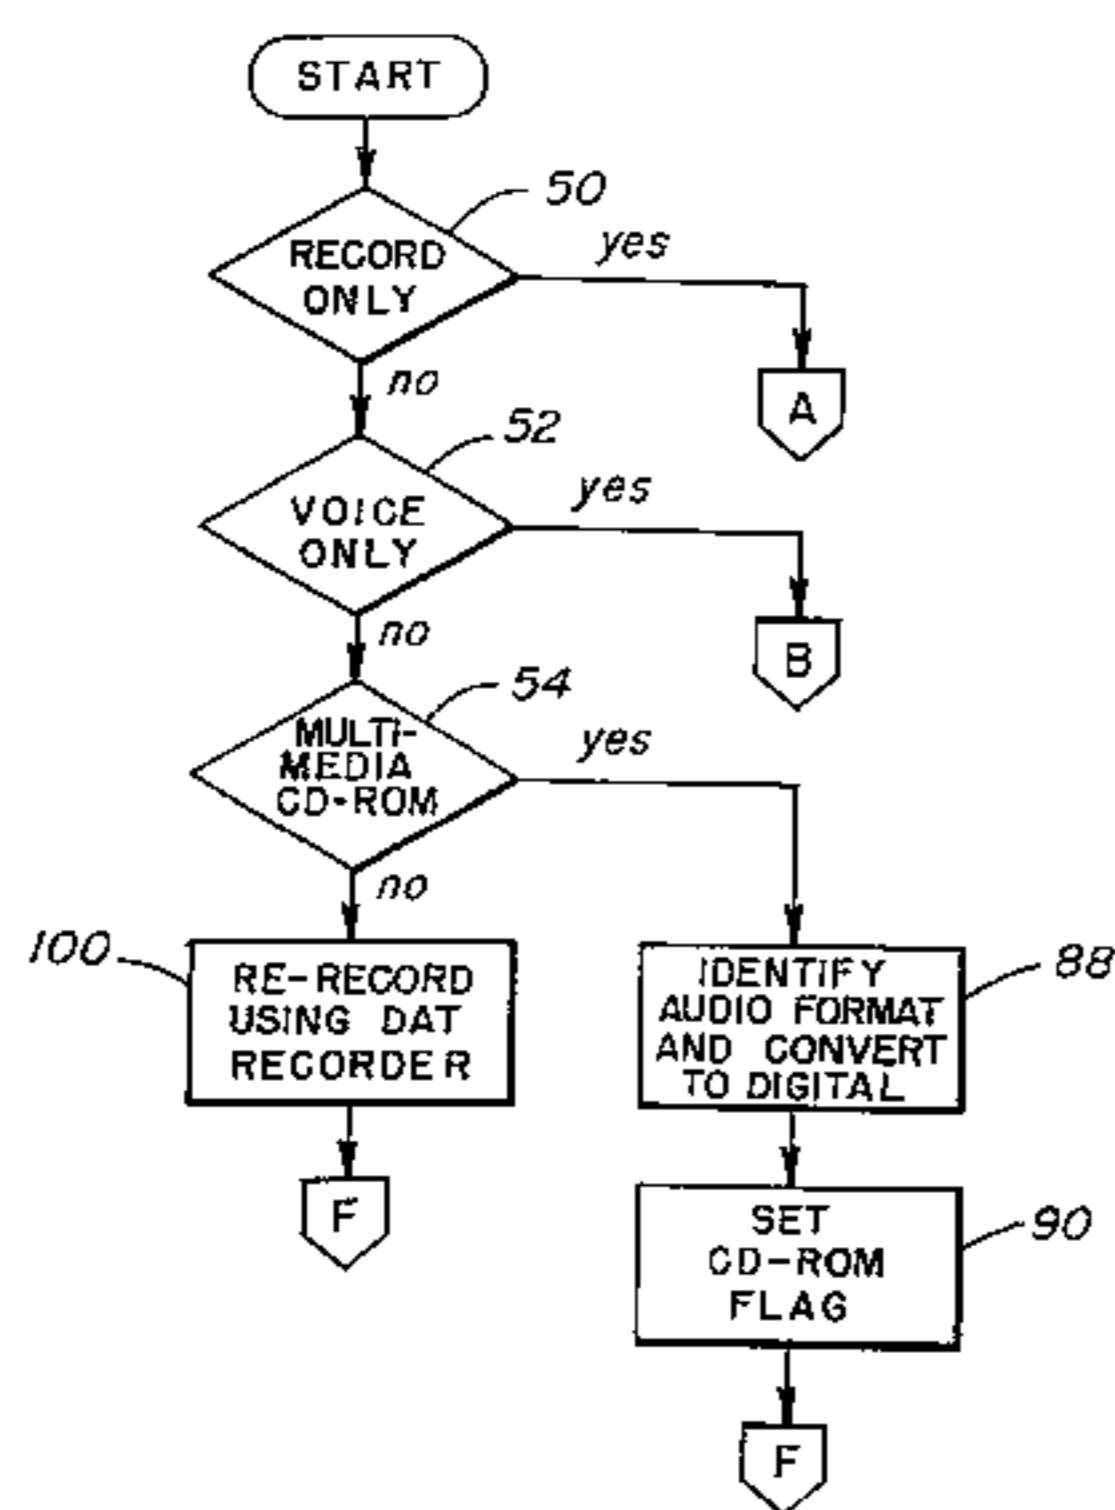 START
50
RECORD
ONLY
yes
A
no
52
VOICE
ONLY
yes
B
no
54
MULTI-
MEDIA
CD-ROM
yes
no
100
RE-RECORD
USING DAT
RECORDER
F
88
IDENTIFY
AUDIO FORMAT
AND CONVERT
TO DIGITAL
90
SET
CD-ROM
FLAG
F